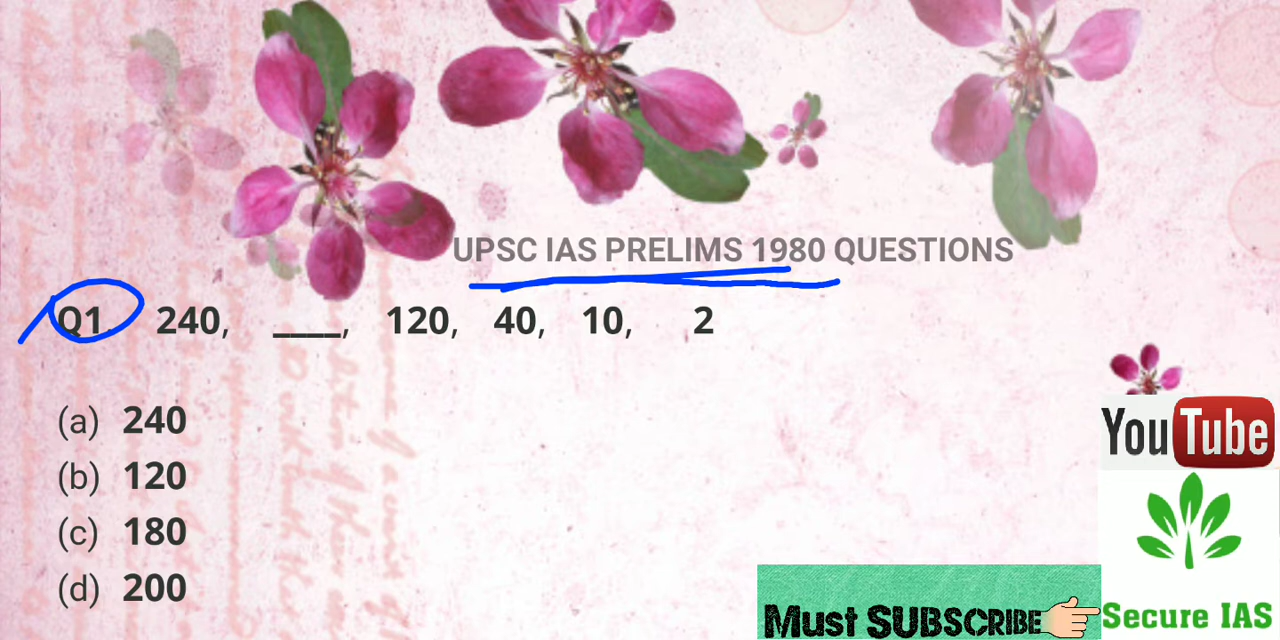 UPSC IAS PRELIMS 1980 QUESTIONS
Q1. 240, ____, 120, 40, 10, 2
(a) 240
(b) 120
(c) 180
(d) 200
YouTube
Must SUBSCRIBE
Secure IAS